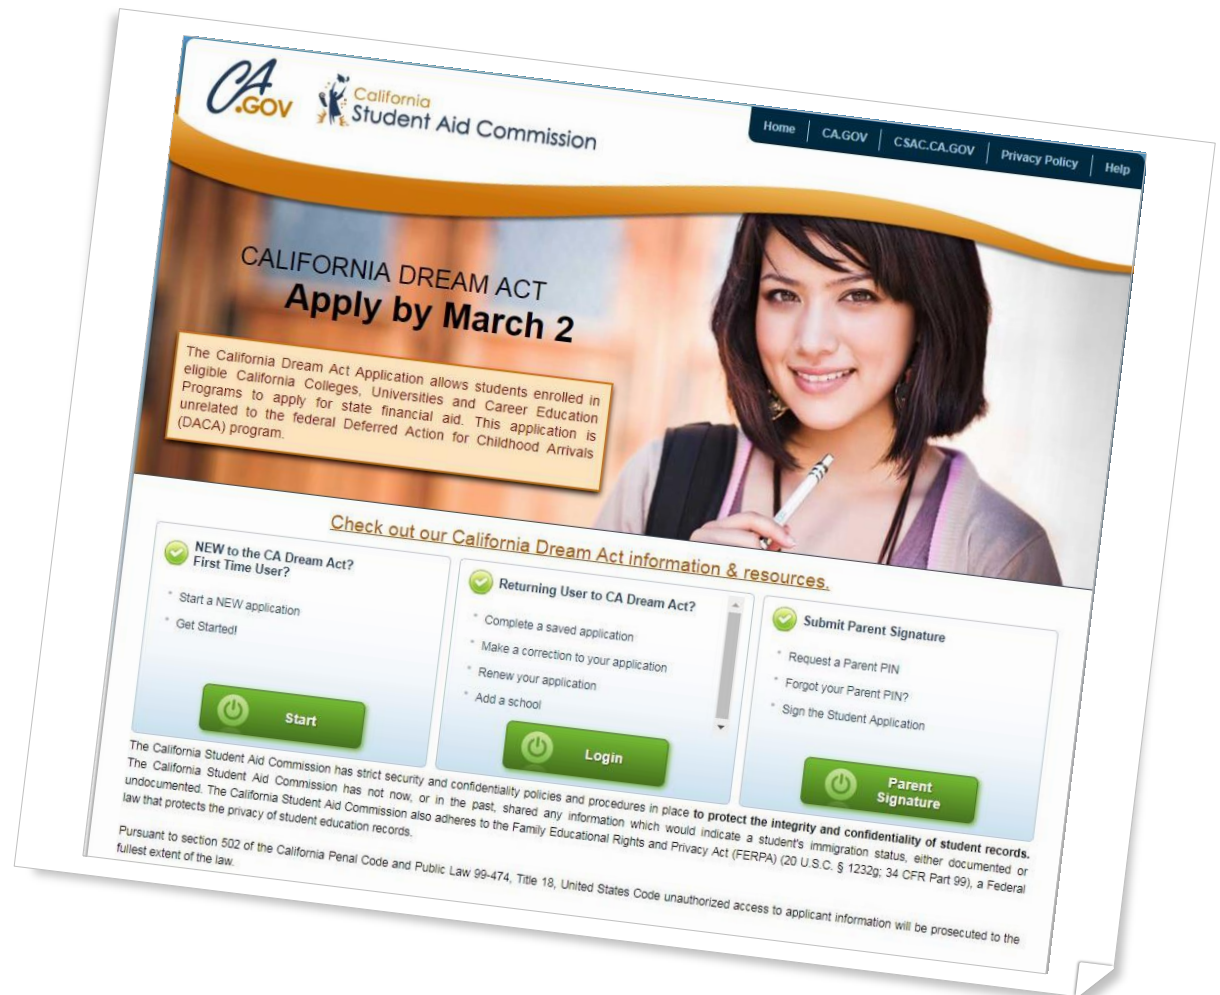 CA
.GOV
California
Student Aid Commission
Home
CA.GOV
CSAC.CA.GOV
Privacy Policy
Help
CALIFORNIA DREAM ACT
Apply by March 2
The California Dream Act Application allows students enrolled in
eligible California Colleges, Universities and Career Education
Programs to apply for state financial aid. This application is
unrelated to the federal Deferred Action for Childhood Arrivals
(DACA) program.
Check out our California Dream Act information & resources.
NEW to the CA Dream Act?
First Time User?
Start a NEW application
Get Started!
Start
Returning User to CA Dream Act?
Complete a saved application
Make a correction to your application
Renew your application
Add a school
Login
Submit Parent Signature
Request a Parent PIN
Forgot your Parent PIN?
Sign the Student Application
Parent
Signature
The California Student Aid Commission has strict security and confidentiality policies and procedures in place to protect the integrity and confidentiality of student records.
The California Student Aid Commission has not now, or in the past, shared any information which would indicate a student's immigration status, either documented or
undocumented. The California Student Aid Commission also adheres to the Family Educational Rights and Privacy Act (FERPA) (20 U.S.C. § 1232g; 34 CFR Part 99), a Federal
law that protects the privacy of student education records.
Pursuant to section 502 of the California Penal Code and Public Law 99-474, Title 18, United States Code unauthorized access to applicant information will be prosecuted to the
fullest extent of the law.